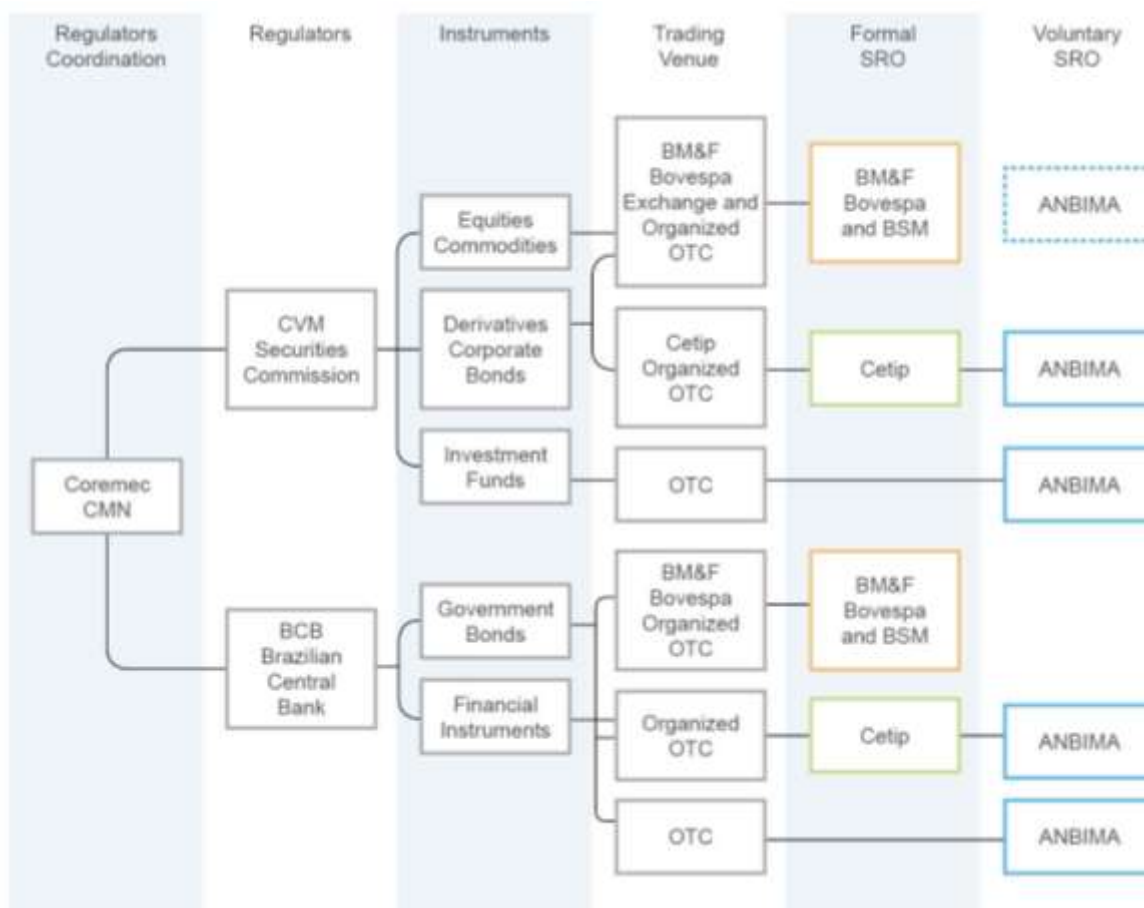 Regulators
Coordination
Regulators
Instruments
Trading
Venue
Formal
SRO
Voluntary
SRO
Coremec
CMN
CVM
Securities
Commission
BCB
Brazilian
Central
Bank
Equities
Commodities
Derivatives
Corporate
Bonds
Investment
Funds
Government
Bonds
Financial
Instruments
BM&F
Bovespa
Exchange and
Organized
OTC
Cetip
Organized
OTC
OTC
BM&F
Bovespa
Organized
OTC
Organized
OTC
OTC
BM&F
Bovespa
and BSM
Cetip
BM&F
Bovespa
and BSM
Cetip
ANBIMA
ANBIMA
ANBIMA
ANBIMA
ANBIMA